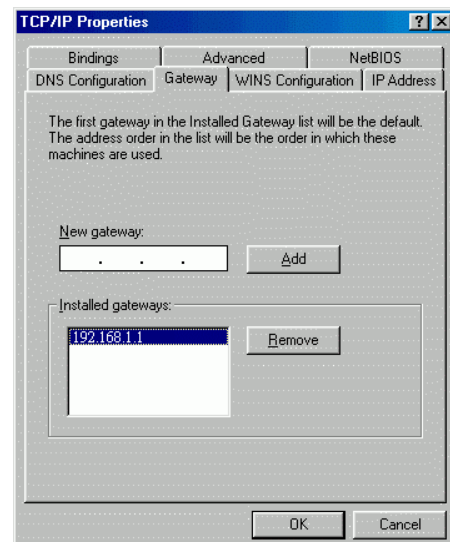 TCP/IP Properties
Bindings Advanced NetBIOS
DNS Configuration Gateway WINS Configuration IP Address
The first gateway in the Installed Gateway list will be the default.
The address order in the list will be the order in which these
machines are used.
New gateway:
. . .
Add
Installed gateways:
192.168.1.1
Remove
OK Cancel